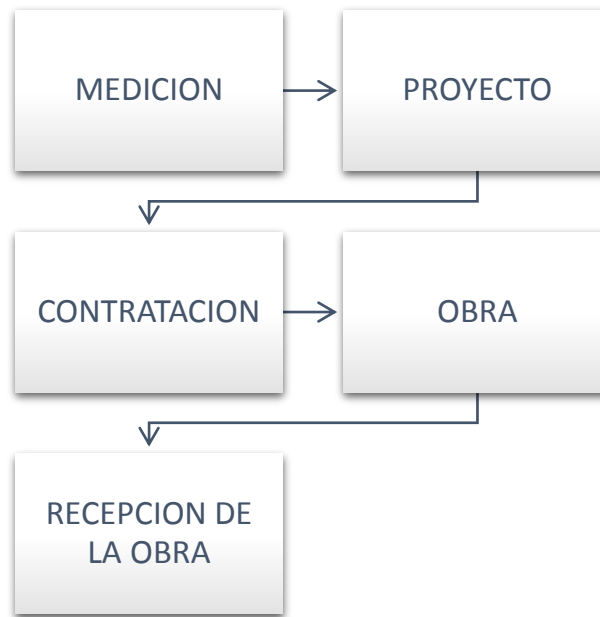 MEDICION
PROYECTO
CONTRATACION
OBRA
RECEPCION DE
LA OBRA